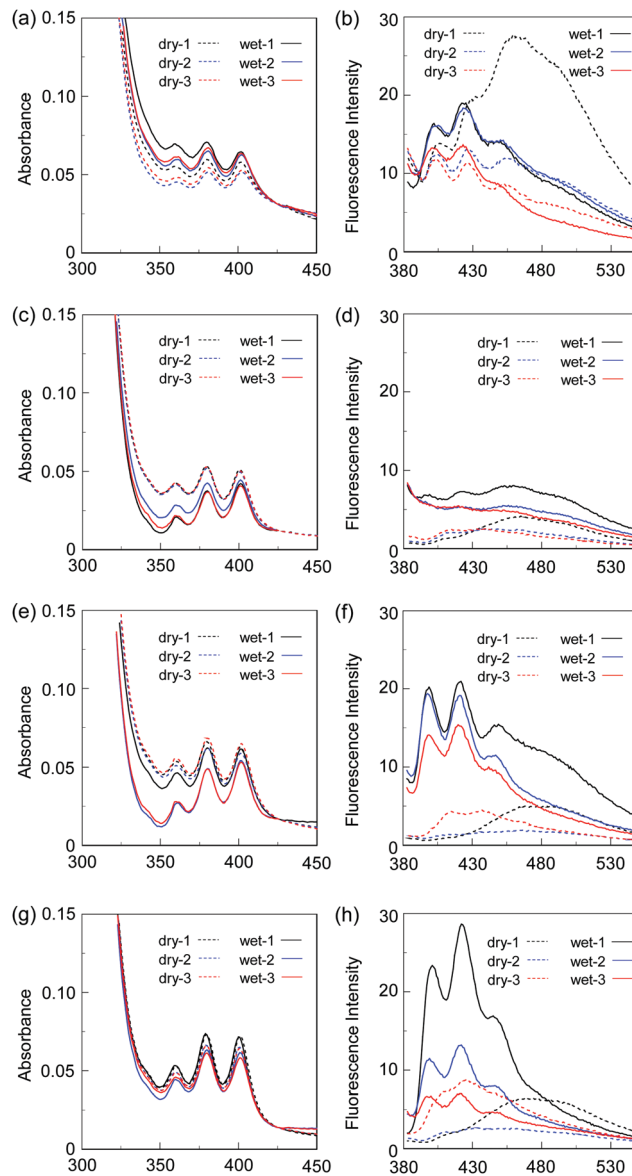 (a)
0.15
0.10
0.05
0
Absorbance
dry-1 wet-1
dry-2 wet-2
dry-3 wet-3
300 350 400 450
(b)
30
20
10
0
Fluorescence Intensity
dry-1 wet-1
dry-2 wet-2
dry-3 wet-3
380 430 480 530
(c)
0.15
0.10
0.05
0
Absorbance
dry-1 wet-1
dry-2 wet-2
dry-3 wet-3
300 350 400 450
(d)
30
20
10
0
Fluorescence Intensity
dry-1 wet-1
dry-2 wet-2
dry-3 wet-3
380 430 480 530
(e)
0.15
0.10
0.05
0
Absorbance
dry-1 wet-1
dry-2 wet-2
dry-3 wet-3
300 350 400 450
(f)
30
20
10
0
Fluorescence Intensity
dry-1 wet-1
dry-2 wet-2
dry-3 wet-3
380 430 480 530
(g)
0.15
0.10
0.05
0
Absorbance
dry-1 wet-1
dry-2 wet-2
dry-3 wet-3
300 350 400 450
(h)
30
20
10
0
Fluorescence Intensity
dry-1 wet-1
dry-2 wet-2
dry-3 wet-3
380 430 480 530